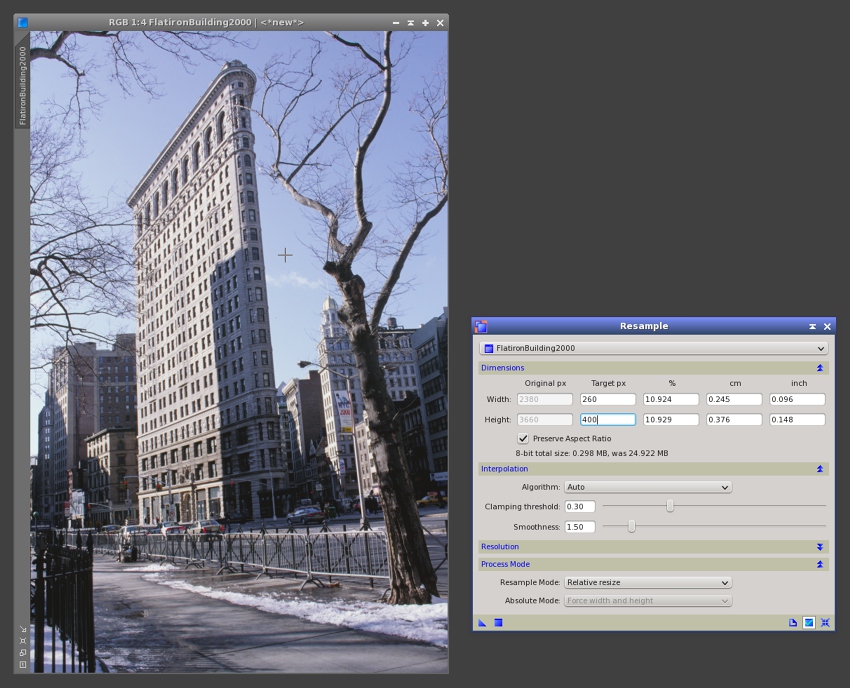 RGB 1:4 FlatironBuilding2000 | <*new*>
FlatironBuilding2000
Resample
FlatironBuilding2000
Dimensions
Original px Target px % cm inch
Width: 2380 260 10.924 0.245 0.096
Height: 3660 400 10.929 0.376 0.148
Preserve Aspect Ratio
8-bit total size: 0.298 MB, was 24.922 MB
Interpolation
Algorithm: Auto
Clamping threshold: 0.30
Smoothness: 1.50
Resolution
Process Mode
Resample Mode: Relative resize
Absolute Mode: Force width and height